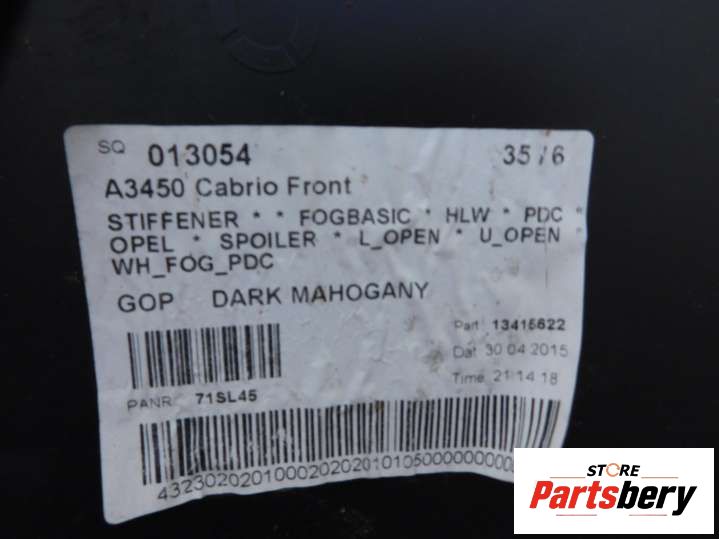 SQ 013054 35/6
A3450 Cabrio Front
STIFFENER * * FOGBASIC * HLW * PDC *
OPEL * SPOILER * L_OPEN * U_OPEN *
WH_FOG_PDC
GOP DARK MAHOGANY
Part: 13415622
Dat: 30.04.2015
Time: 21:14:18
PANR: 71SL45
STORE
Partsbery